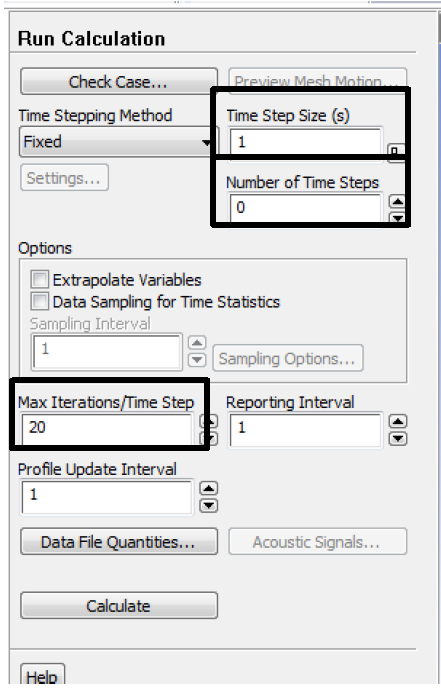 Run Calculation
Check Case...
Preview Mesh Motion...
Time Stepping Method
Time Step Size (s)
Fixed
1
P
Settings...
Number of Time Steps
0
Options
Extrapolate Variables
Data Sampling for Time Statistics
Sampling Interval
1
Sampling Options...
Max Iterations/Time Step
Reporting Interval
20
1
Profile Update Interval
1
Data File Quantities...
Acoustic Signals...
Calculate
Help